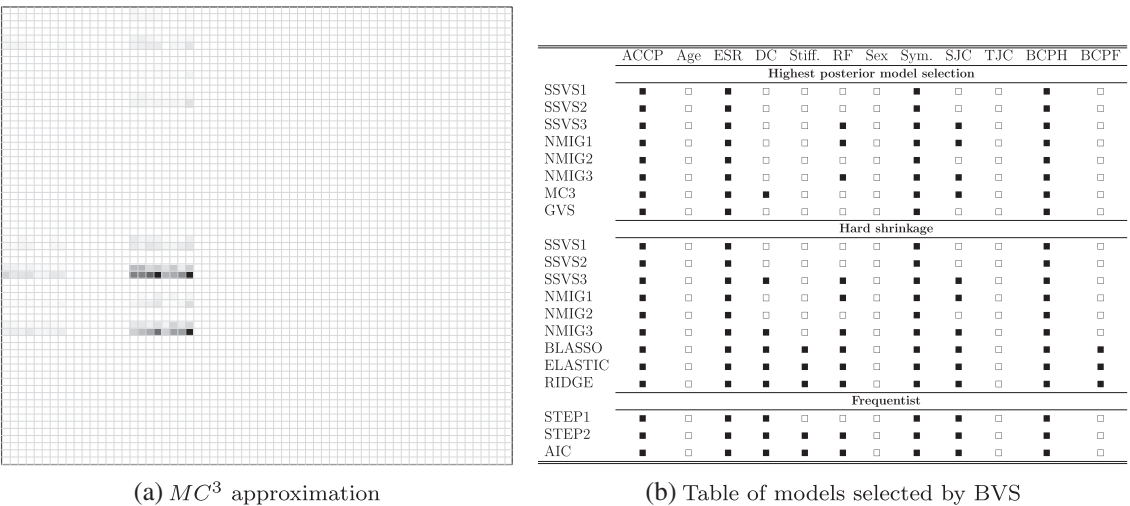 ACCP Age ESR DC Stiff. RF Sex Sym. SJC TJC BCPH BCPF
Highest posterior model selection
SSVS1 ■ □ ■ □ □ □ □ ■ □ □ ■ □
SSVS2 ■ □ ■ □ □ □ □ ■ □ □ ■ □
SSVS3 ■ □ ■ □ □ ■ □ ■ ■ □ ■ □
NMIG1 ■ □ ■ □ □ ■ □ ■ ■ □ ■ □
NMIG2 ■ □ ■ □ □ □ □ ■ □ □ ■ □
NMIG3 ■ □ ■ □ □ ■ □ ■ ■ □ ■ □
MC3 ■ □ ■ ■ □ □ □ ■ ■ □ ■ □
GVS ■ □ ■ □ □ □ □ ■ □ □ ■ □
Hard shrinkage
SSVS1 ■ □ ■ □ □ □ □ ■ □ □ ■ □
SSVS2 ■ □ ■ □ □ □ □ ■ □ □ ■ □
SSVS3 ■ □ ■ ■ □ ■ □ ■ ■ □ ■ □
NMIG1 ■ □ ■ □ □ ■ □ ■ ■ □ ■ □
NMIG2 ■ □ ■ □ □ □ □ ■ □ □ ■ □
NMIG3 ■ □ ■ ■ □ ■ □ ■ ■ □ ■ □
BLASSO ■ □ ■ ■ ■ ■ □ ■ ■ □ ■ ■
ELASTIC ■ □ ■ ■ ■ ■ □ ■ ■ □ ■ ■
RIDGE ■ □ ■ ■ ■ ■ □ ■ ■ □ ■ ■
Frequentist
STEP1 ■ □ ■ ■ □ □ □ ■ ■ □ ■ □
STEP2 ■ □ ■ ■ ■ ■ □ ■ ■ □ ■ □
AIC ■ □ ■ ■ ■ ■ □ ■ ■ □ ■ □
(a) MC³ approximation
(b) Table of models selected by BVS